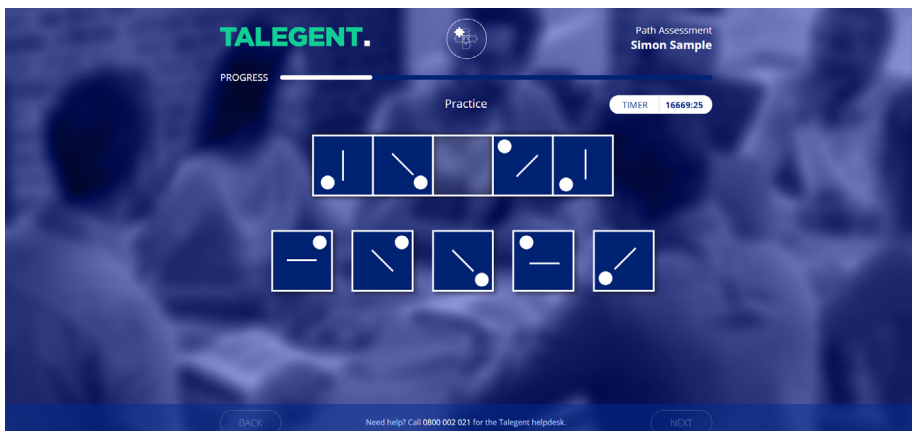 TALEGENT.
Path Assessment
Simon Sample
PROGRESS
Practice
TIMER 16669:25
BACK
Need help? Call 0800 002 021 for the Talegent helpdesk.
NEXT